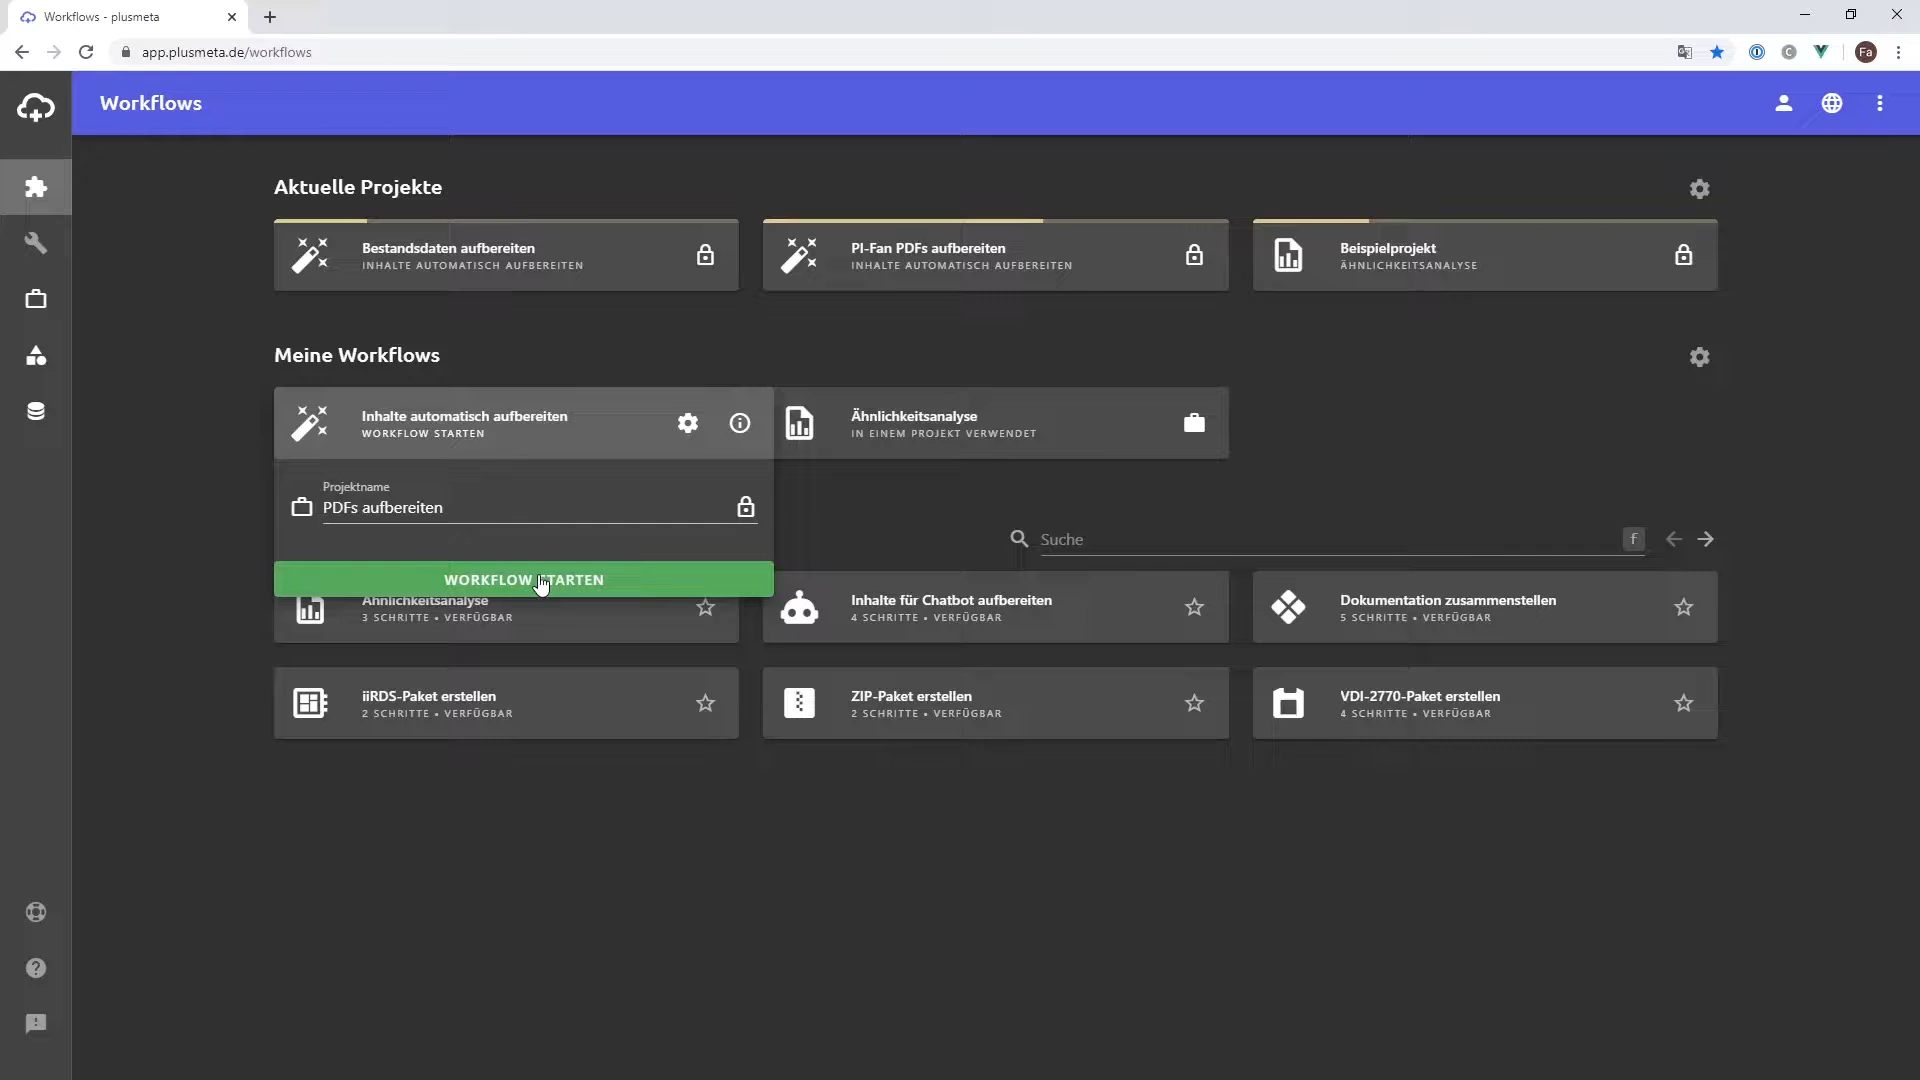 Workflows - plusmeta
app.plusmeta.de/workflows
Fa
Workflows
Aktuelle Projekte
Bestandsdaten aufbereiten
INHALTE AUTOMATISCH AUFBEREITEN
PI-Fan PDFs aufbereiten
INHALTE AUTOMATISCH AUFBEREITEN
Beispielprojekt
ÄHNLICHKEITSANALYSE
Meine Workflows
Inhalte automatisch aufbereiten
WORKFLOW STARTEN
Ähnlichkeitsanalyse
IN EINEM PROJEKT VERWENDET
Projektname
PDFs aufbereiten
Suche
f
WORKFLOW STARTEN
Ähnlichkeitsanalyse
3 SCHRITTE • VERFÜGBAR
Inhalte für Chatbot aufbereiten
4 SCHRITTE • VERFÜGBAR
Dokumentation zusammenstellen
5 SCHRITTE • VERFÜGBAR
iiRDS-Paket erstellen
2 SCHRITTE • VERFÜGBAR
ZIP-Paket erstellen
2 SCHRITTE • VERFÜGBAR
VDI-2770-Paket erstellen
4 SCHRITTE • VERFÜGBAR